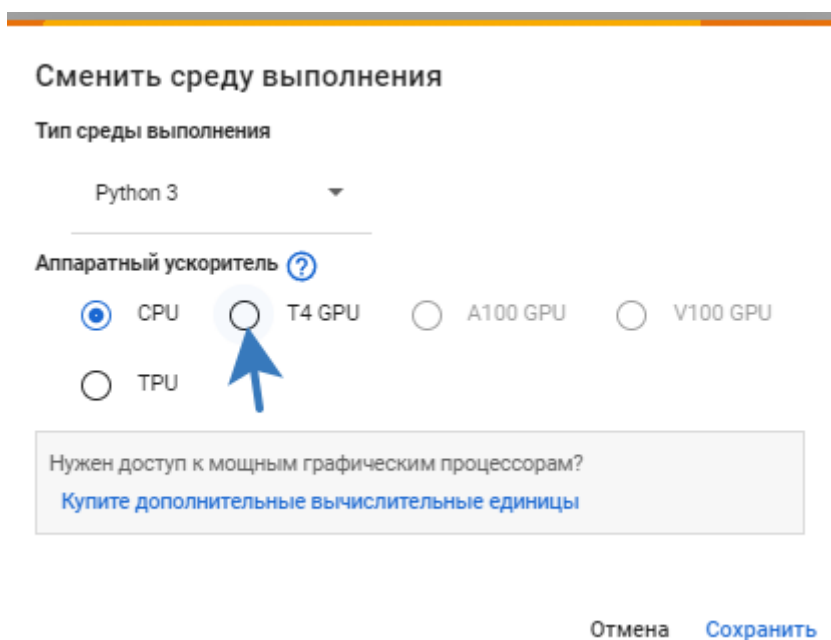 Сменить среду выполнения
Тип среды выполнения
Python 3
Аппаратный ускоритель ?
CPU T4 GPU A100 GPU V100 GPU
TPU
Нужен доступ к мощным графическим процессорам?
Купите дополнительные вычислительные единицы
Отмена Сохранить